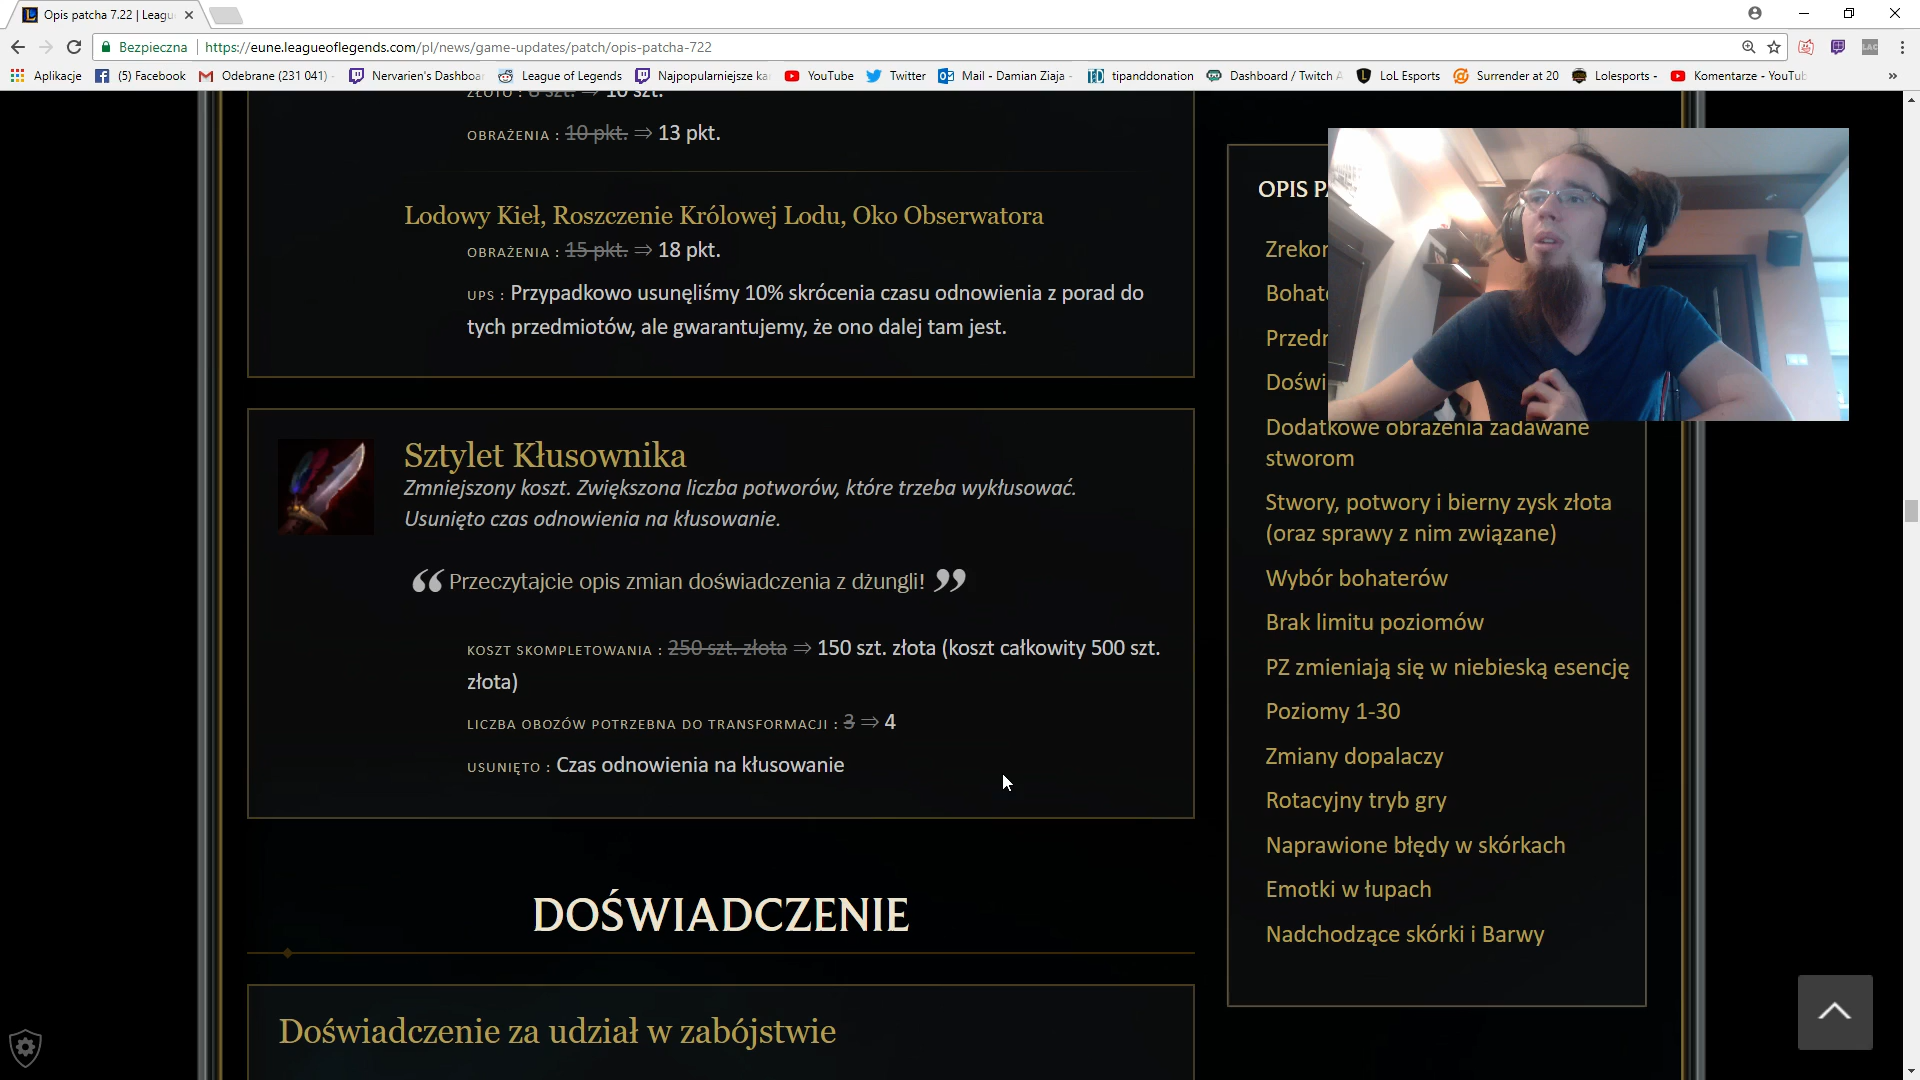 Opis patcha 7.22 | Leagu
Bezpieczna
https://eune.leagueoflegends.com/pl/news/game-updates/patch/opis-patcha-722
Aplikacje
(5) Facebook
Odebrane (231 041) -
Nervarien's Dashboa
League of Legends
Najpopularniejsze ka
YouTube
Twitter
Mail - Damian Ziaja -
tipanddonation
Dashboard / Twitch A
LoL Esports
Surrender at 20
Lolesports -
Komentarze - YouTub
»
ZŁOTO : 8 szt. ⇒ 10 szt.
OBRAŻENIA : 10 pkt. ⇒ 13 pkt.
Lodowy Kieł, Roszczenie Królowej Lodu, Oko Obserwatora
OBRAŻENIA : 15 pkt. ⇒ 18 pkt.
UPS : Przypadkowo usunęliśmy 10% skrócenia czasu odnowienia z porad do
tych przedmiotów, ale gwarantujemy, że ono dalej tam jest.
Sztylet Kłusownika
Zmniejszony koszt. Zwiększona liczba potworów, które trzeba wykłusować.
Usunięto czas odnowienia na kłusowanie.
“ Przeczytajcie opis zmian doświadczenia z dżungli! ”
KOSZT SKOMPLETOWANIA : 250 szt. złota ⇒ 150 szt. złota (koszt całkowity 500 szt.
złota)
LICZBA OBOZÓW POTRZEBNA DO TRANSFORMACJI : 3 ⇒ 4
USUNIĘTO : Czas odnowienia na kłusowanie
DOŚWIADCZENIE
Doświadczenie za udział w zabójstwie
OPIS PA
Zrekon
Bohate
Przedm
Doświ
Dodatkowe obrażenia zadawane
stworom
Stwory, potwory i bierny zysk złota
(oraz sprawy z nim związane)
Wybór bohaterów
Brak limitu poziomów
PZ zmieniają się w niebieską esencję
Poziomy 1-30
Zmiany dopalaczy
Rotacyjny tryb gry
Naprawione błędy w skórkach
Emotki w łupach
Nadchodzące skórki i Barwy